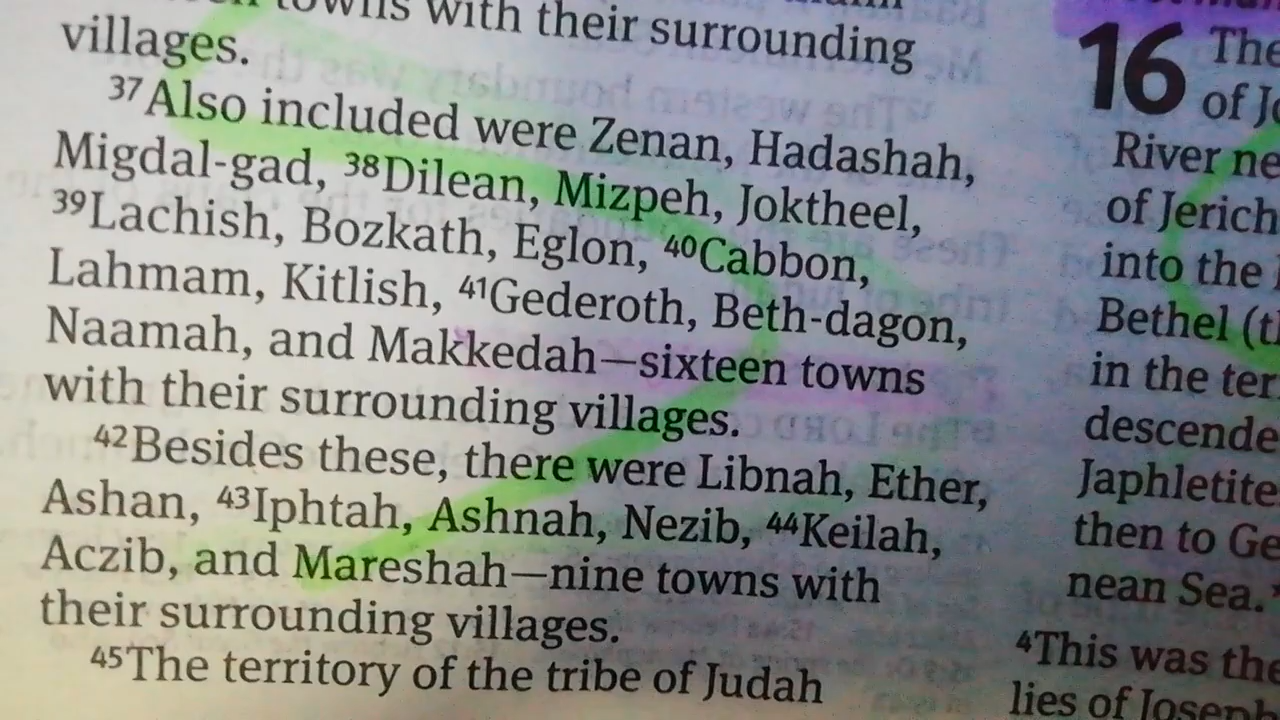 towns with their surrounding
villages.
37Also included were Zenan, Hadashah,
Migdal-gad, 38Dilean, Mizpeh, Joktheel,
39Lachish, Bozkath, Eglon, 40Cabbon,
Lahmam, Kitlish, 41Gederoth, Beth-dagon,
Naamah, and Makkedah—sixteen towns
with their surrounding villages.
42Besides these, there were Libnah, Ether,
Ashan, 43Iphtah, Ashnah, Nezib, 44Keilah,
Aczib, and Mareshah—nine towns with
their surrounding villages.
45The territory of the tribe of Judah
16 The
of Jo
River ne
of Jerich
into the
Bethel (t
in the ter
descende
Japhletite
then to Ge
nean Sea.
4This was the
lies of Joseph